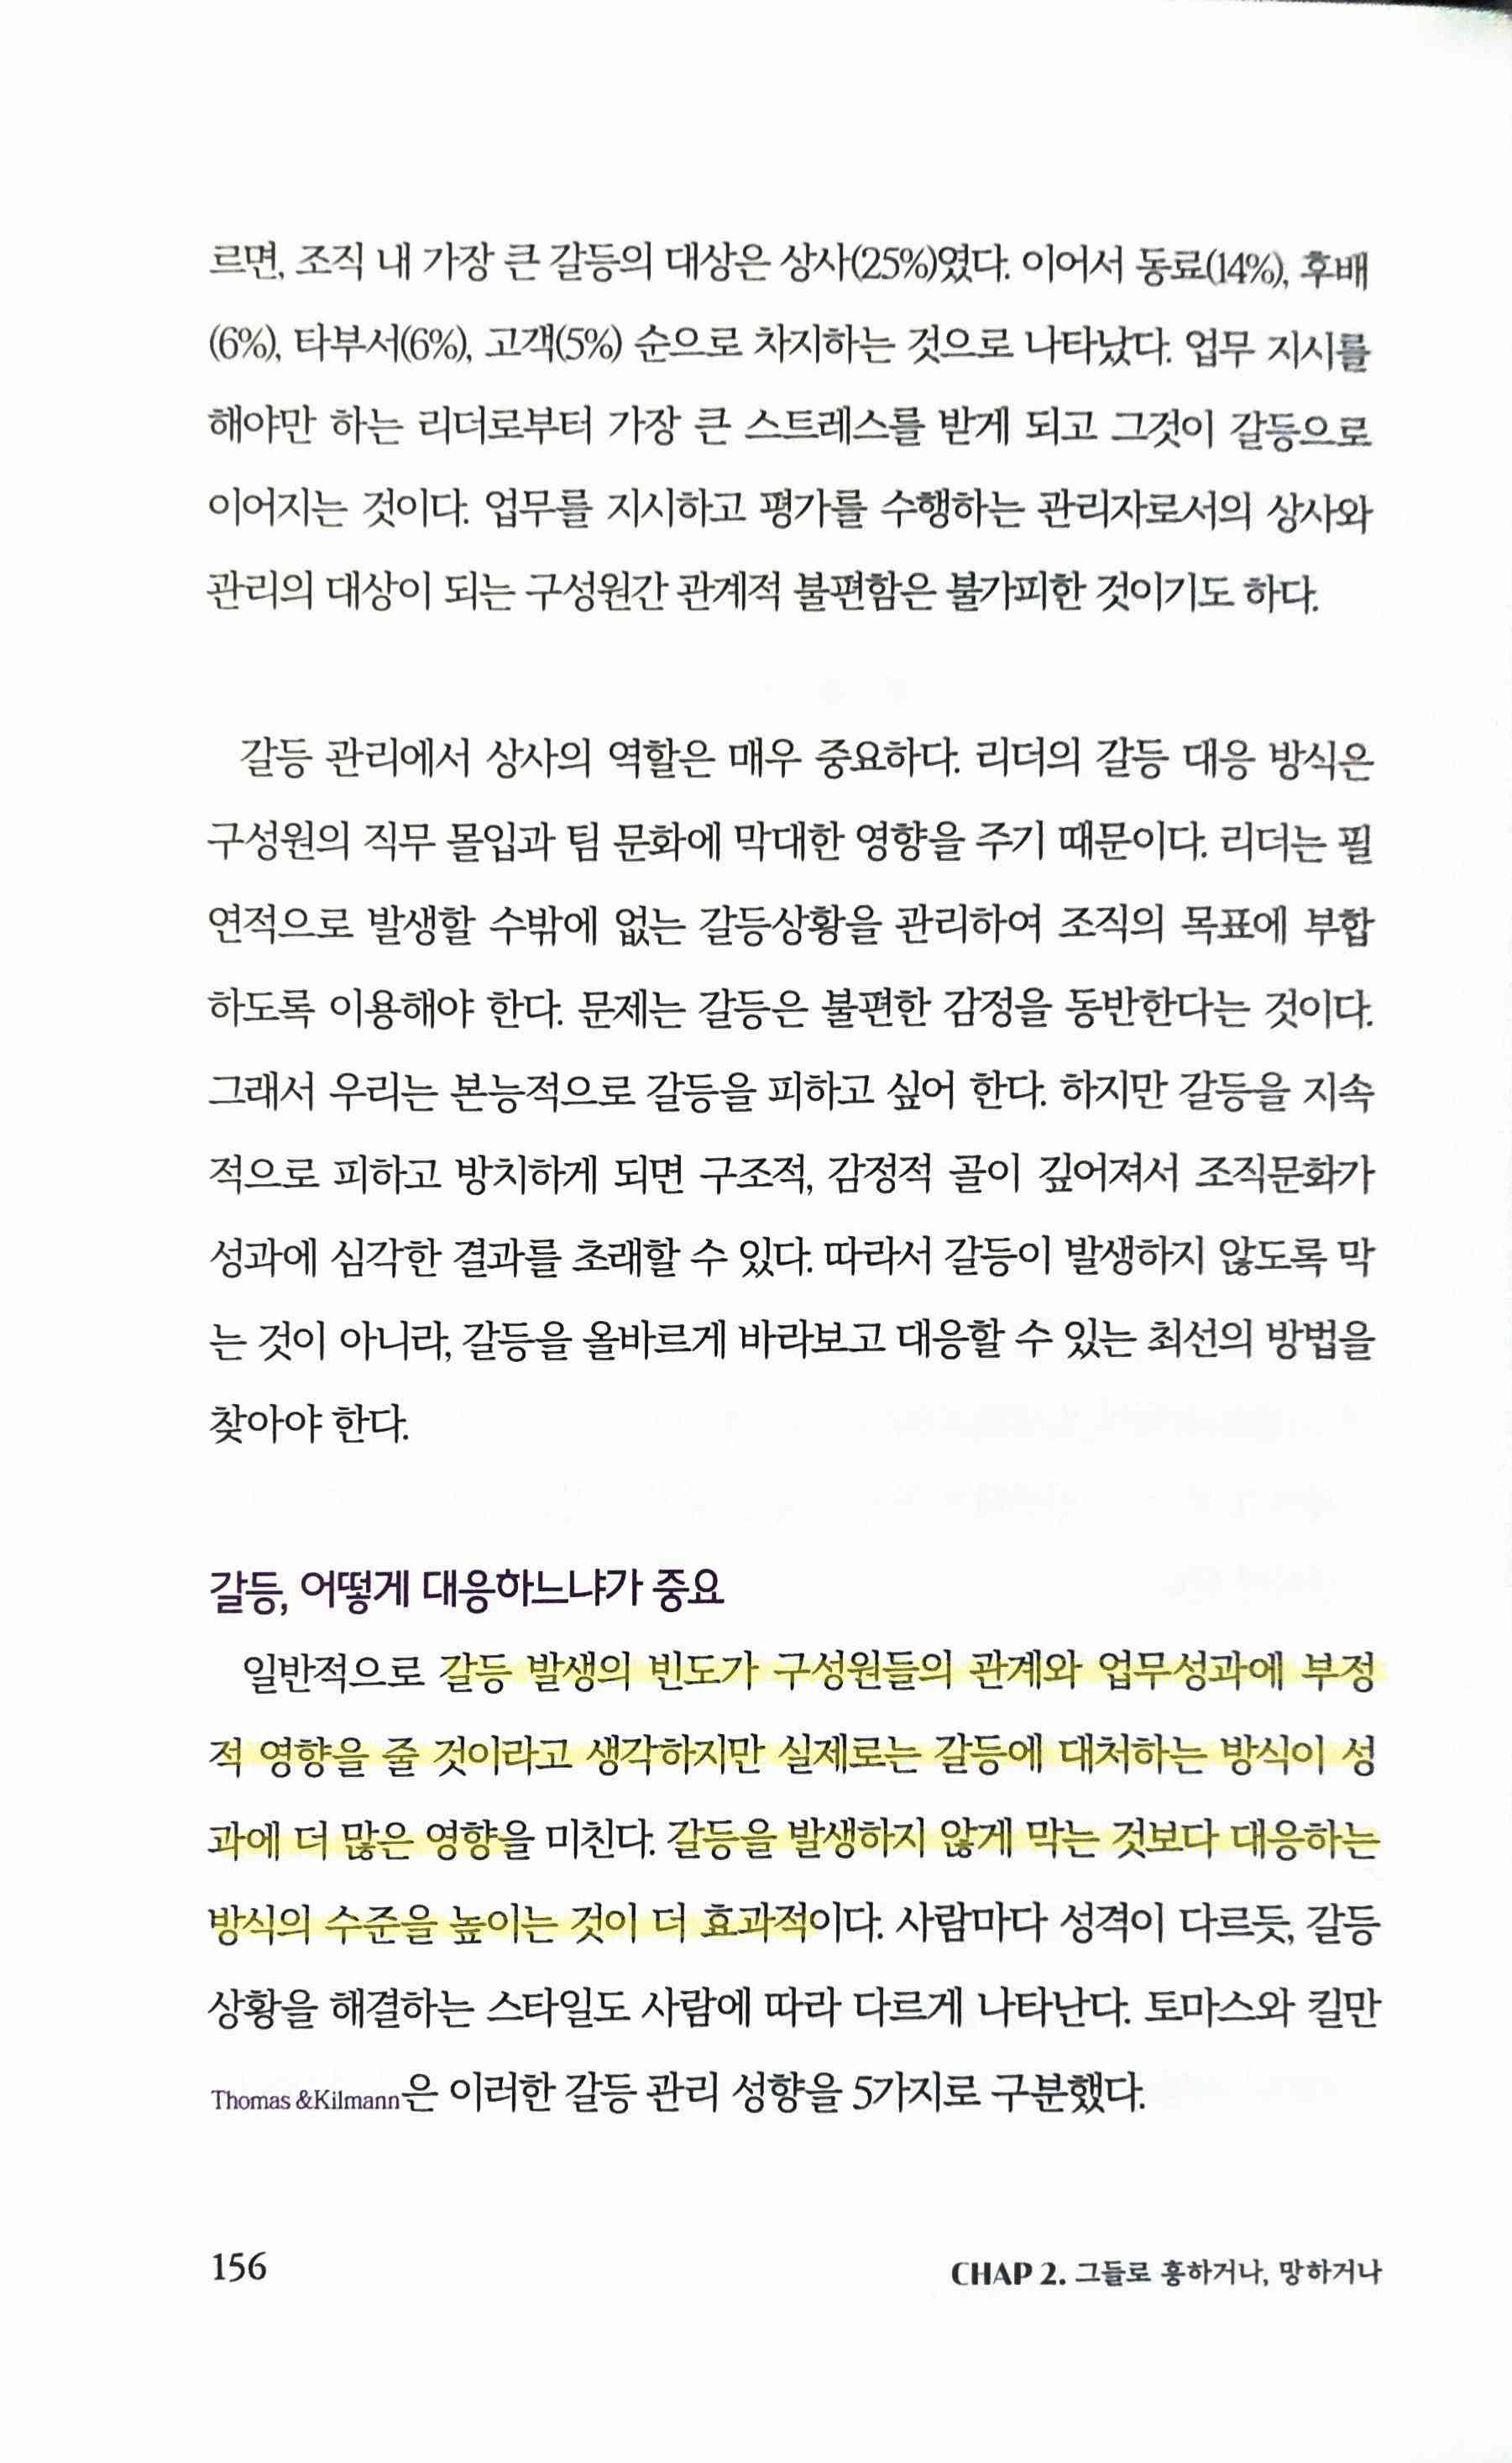 르면, 조직 내 가장 큰 갈등의 대상은 상사(25%)였다. 이어서 동료(14%), 후배
(6%), 타부서(6%), 고객(5%) 순으로 차지하는 것으로 나타났다. 업무 지시를
해야만 하는 리더로부터 가장 큰 스트레스를 받게 되고 그것이 갈등으로
이어지는 것이다. 업무를 지시하고 평가를 수행하는 관리자로서의 상사와
관리의 대상이 되는 구성원간 관계적 불편함은 불가피한 것이기도 하다.
갈등 관리에서 상사의 역할은 매우 중요하다. 리더의 갈등 대응 방식은
구성원의 직무 몰입과 팀 문화에 막대한 영향을 주기 때문이다. 리더는 필
연적으로 발생할 수밖에 없는 갈등상황을 관리하여 조직의 목표에 부합
하도록 이용해야 한다. 문제는 갈등은 불편한 감정을 동반한다는 것이다.
그래서 우리는 본능적으로 갈등을 피하고 싶어 한다. 하지만 갈등을 지속
적으로 피하고 방치하게 되면 구조적, 감정적 골이 깊어져서 조직문화가
성과에 심각한 결과를 초래할 수 있다. 따라서 갈등이 발생하지 않도록 막
는 것이 아니라, 갈등을 올바르게 바라보고 대응할 수 있는 최선의 방법을
찾아야 한다.
갈등, 어떻게 대응하느냐가 중요
일반적으로 갈등 발생의 빈도가 구성원들의 관계와 업무성과에 부정
적 영향을 줄 것이라고 생각하지만 실제로는 갈등에 대처하는 방식이 성
과에 더 많은 영향을 미친다. 갈등을 발생하지 않게 막는 것보다 대응하는
방식의 수준을 높이는 것이 더 효과적이다. 사람마다 성격이 다르듯, 갈등
상황을 해결하는 스타일도 사람에 따라 다르게 나타난다. 토마스와 킬만
Thomas &Kilmann은 이러한 갈등 관리 성향을 5가지로 구분했다.
156
CHAP 2. 그들로 흥하거나, 망하거나